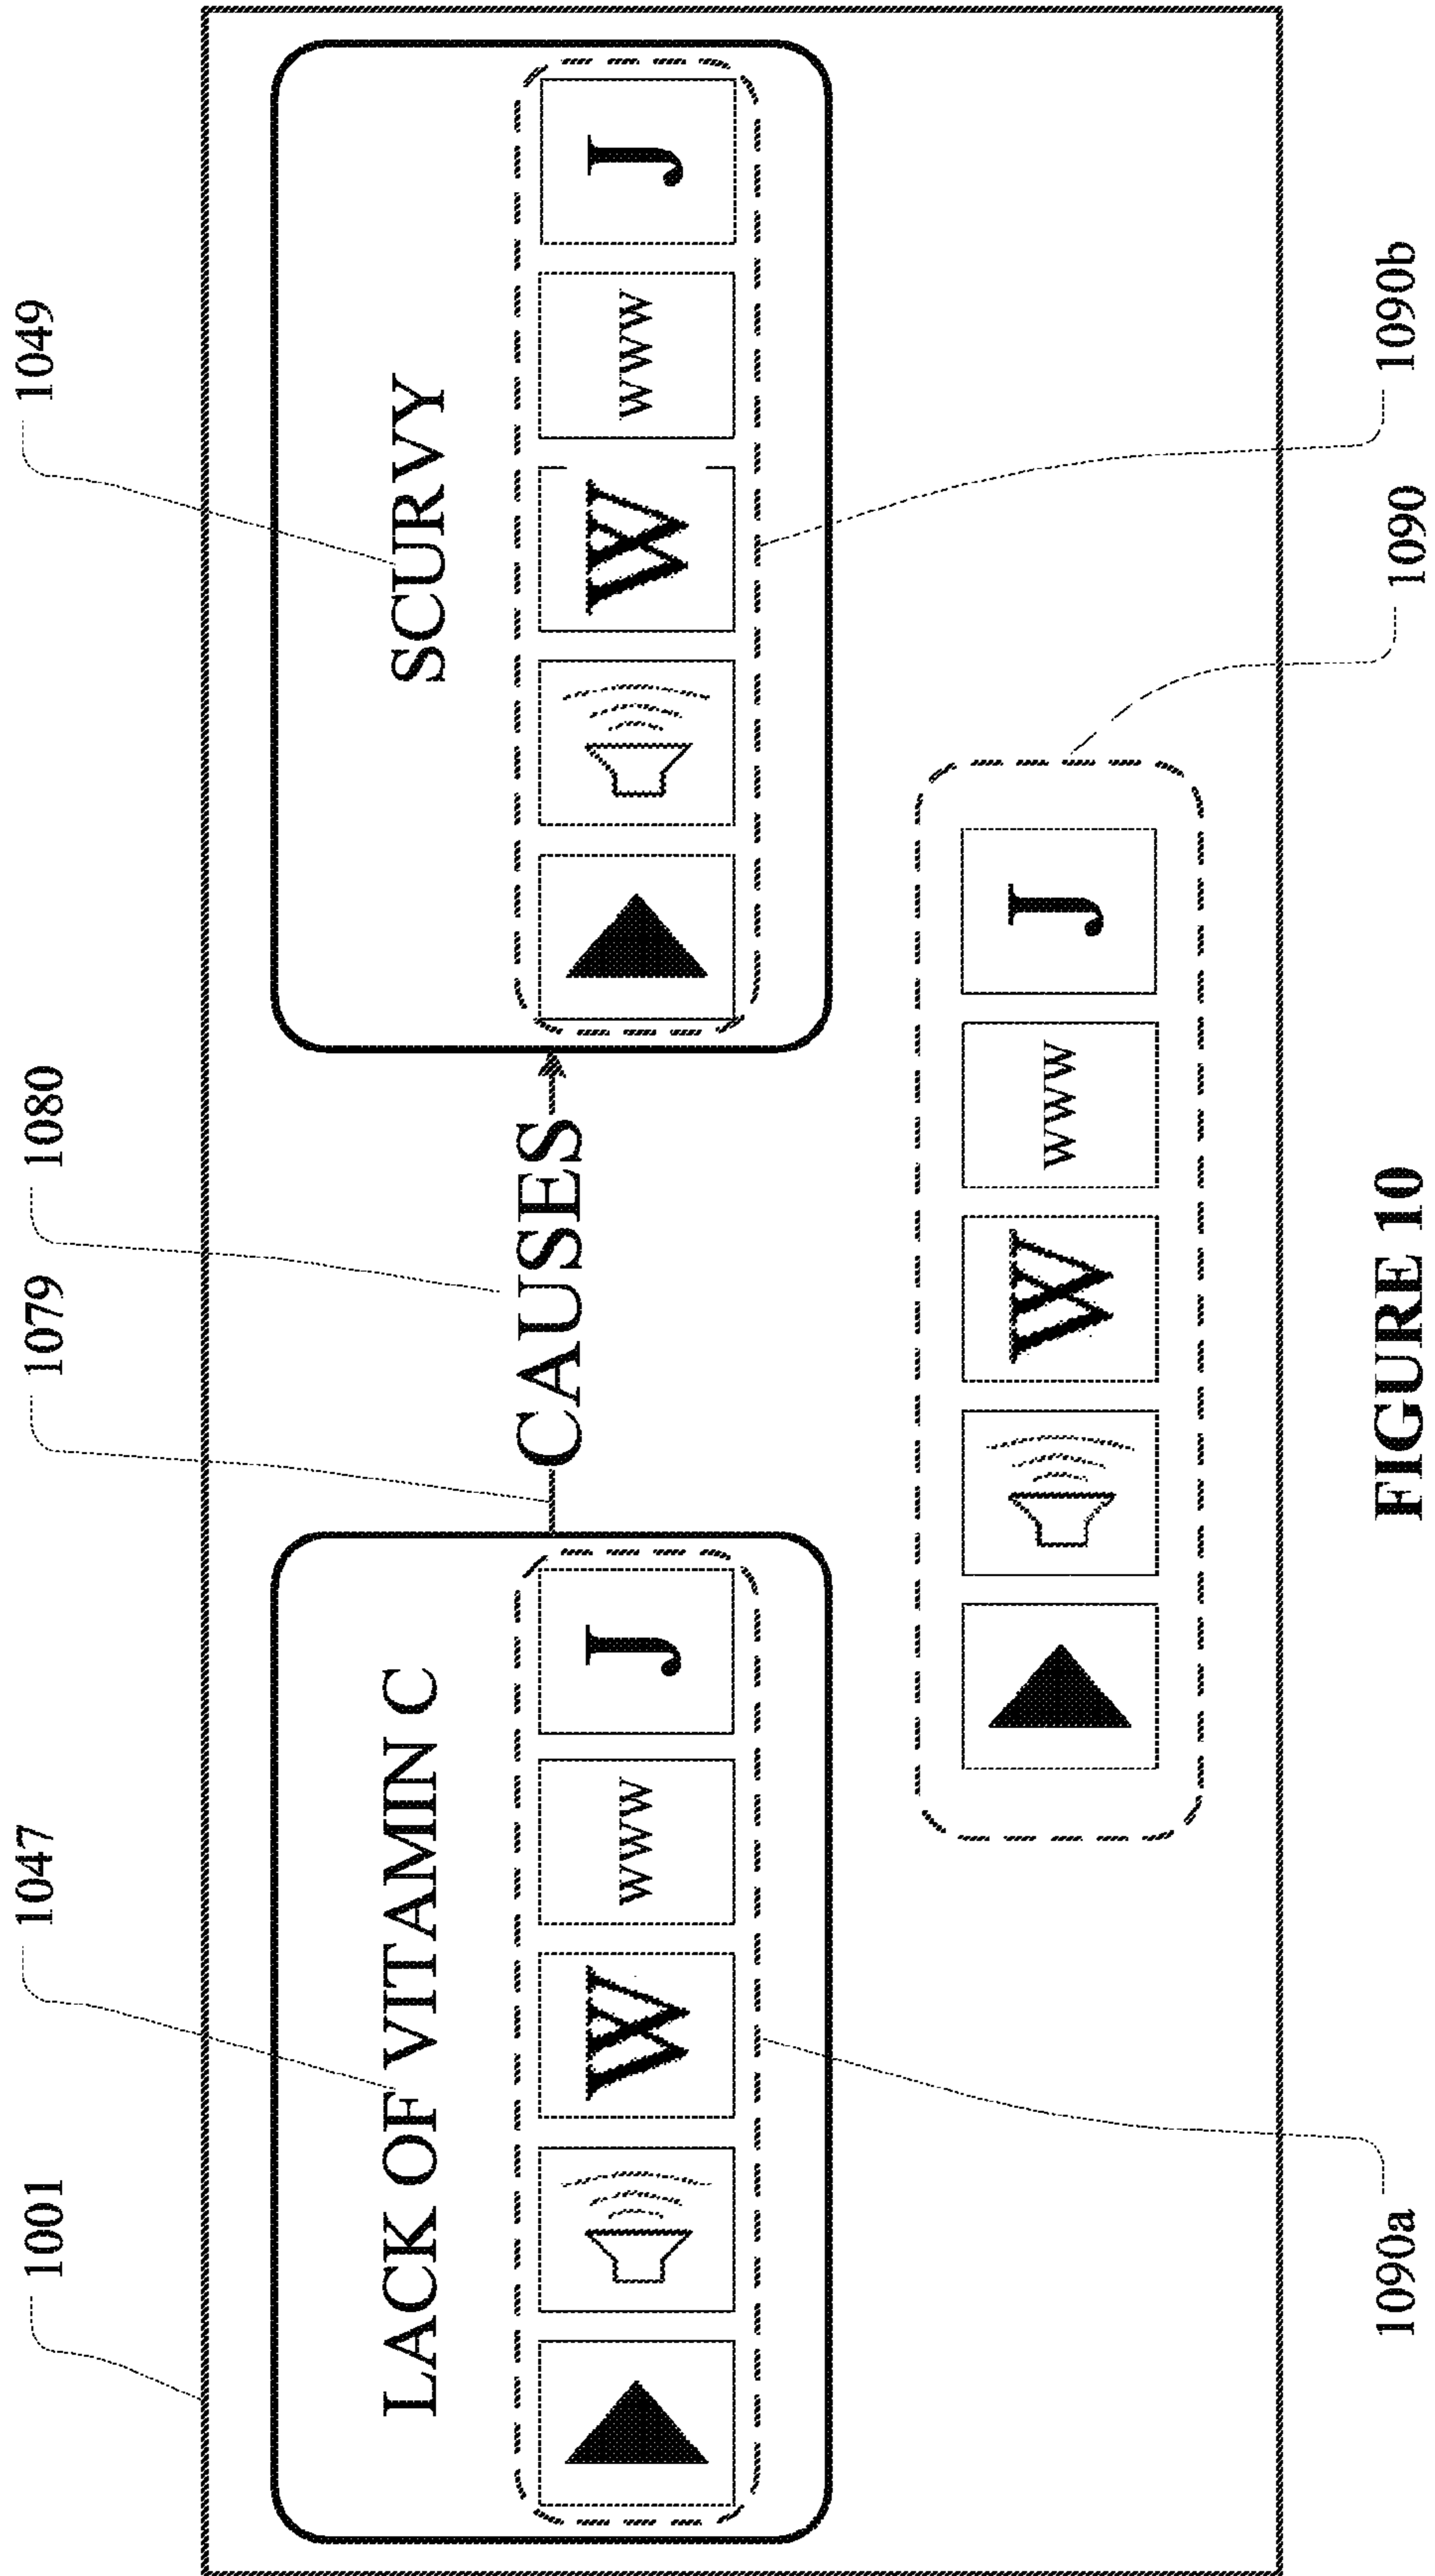 1001
1047
1079
1080
1049
LACK OF VITAMIN C
W
WWW
J
CAUSES
SCURVY
W
WWW
J
W
WWW
J
1090a
1090
1090b
FIGURE 10